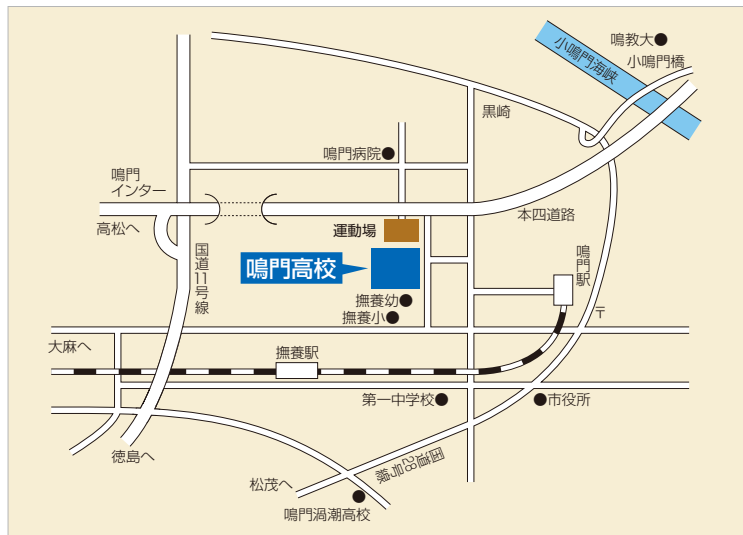 鳴教大
小鳴門橋
小鳴門海峡
黒崎
鳴門病院
鳴門
インター
高松へ
本四道路
運動場
国道11号線
鳴門高校
鳴門駅
撫養幼
撫養小
〒
大麻へ
撫養駅
第一中学校
市役所
徳島へ
国道28号線
松茂へ
鳴門渦潮高校